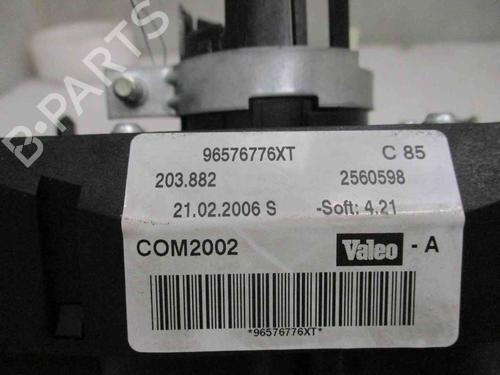 B-PARTS
96576776XT C 85
203.882 2560598
21.02.2006 S -Soft: 4.21
COM2002 Valeo - A
*96576776XT*